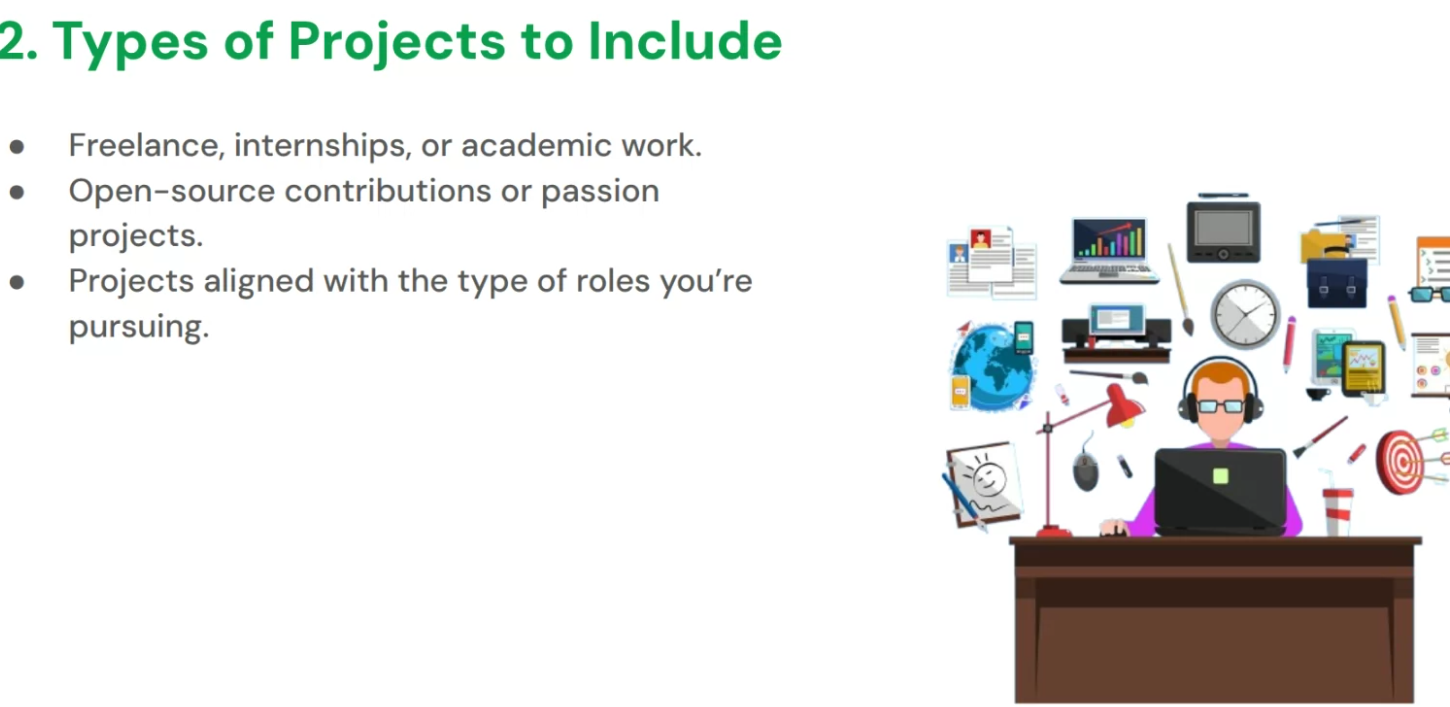 2. Types of Projects to Include
● Freelance, internships, or academic work.
● Open-source contributions or passion
projects.
● Projects aligned with the type of roles you’re
pursuing.